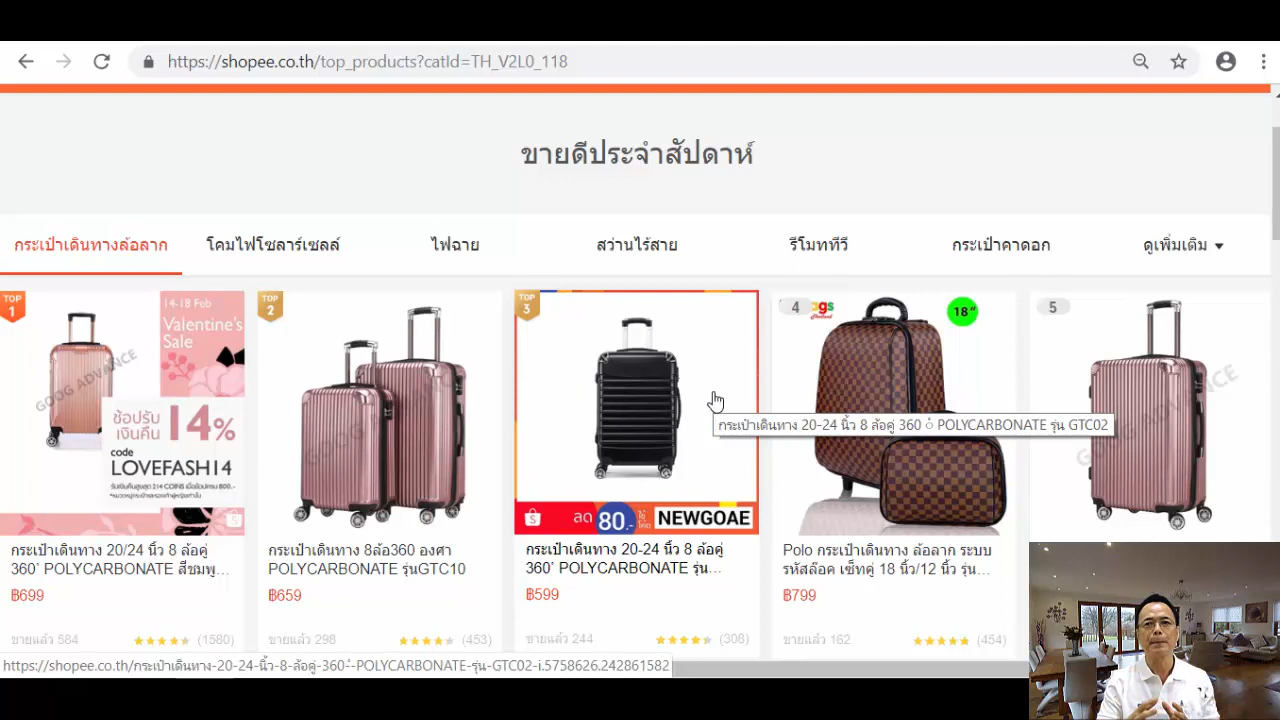 https://shopee.co.th/top_products?catId=TH_V2L0_118
ขายดีประจำสัปดาห์
กระเป๋าเดินทางล้อลาก
โคมไฟโซลาร์เซลล์
ไฟฉาย
สว่านไร้สาย
รีโมททีวี
กระเป๋าคาดอก
ดูเพิ่มเติม
TOP
1
14-18 Feb
Valentine's
Sale
GOOG ADVANCE
ช้อปรับ
เงินคืน 14%
code
LOVEFASH14
กระเป๋าเดินทาง 20/24 นิ้ว 8 ล้อคู่
360° POLYCARBONATE สีชมพู...
฿699
ขายแล้ว 584
(1580)
TOP
2
กระเป๋าเดินทาง 8ล้อ360 องศา
POLYCARBONATE รุ่นGTC10
฿659
ขายแล้ว 298
(453)
TOP
3
ลด 80.- ใช้โค้ด NEWGOAE
กระเป๋าเดินทาง 20-24 นิ้ว 8 ล้อคู่
360° POLYCARBONATE รุ่น...
฿599
ขายแล้ว 244
(308)
กระเป๋าเดินทาง 20-24 นิ้ว 8 ล้อคู่ 360 ํ POLYCARBONATE รุ่น GTC02
4
18"
Polo กระเป๋าเดินทาง ล้อลาก ระบบ
รหัสล๊อค เซ็ทคู่ 18 นิ้ว/12 นิ้ว รุ่น...
฿799
ขายแล้ว 162
(454)
5
https://shopee.co.th/กระเป๋าเดินทาง-20-24-นิ้ว-8-ล้อคู่-360-ํ-POLYCARBONATE-รุ่น-GTC02-i.5758626.242861582